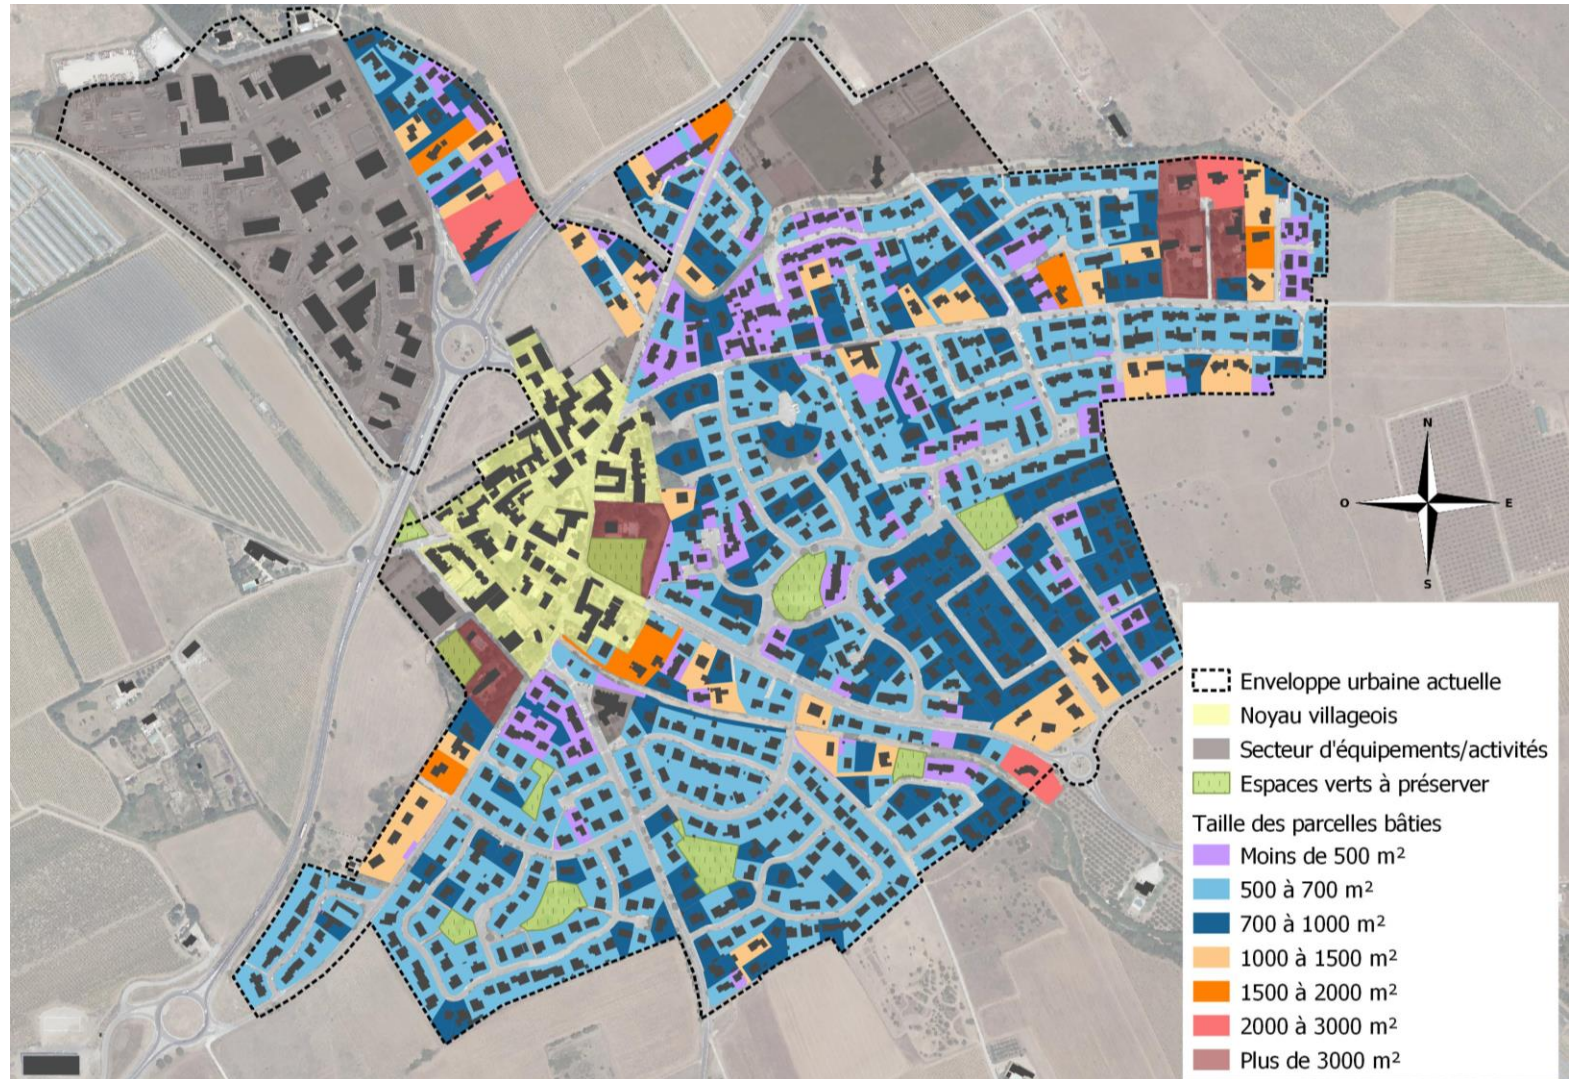 N
O
E
S
Enveloppe urbaine actuelle
Noyau villageois
Secteur d'équipements/activités
Espaces verts à préserver
Taille des parcelles bâties
Moins de 500 m²
500 à 700 m²
700 à 1000 m²
1000 à 1500 m²
1500 à 2000 m²
2000 à 3000 m²
Plus de 3000 m²